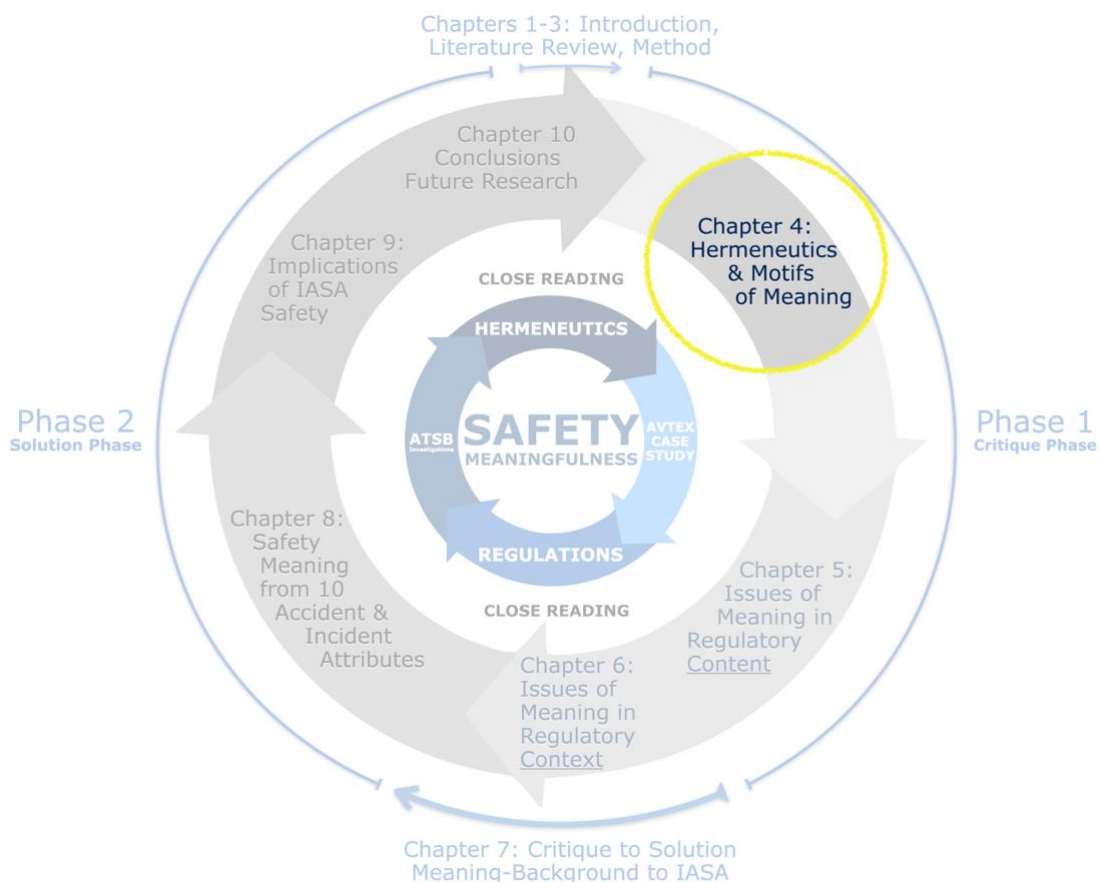 Chapters 1-3: Introduction,
Literature Review, Method
Chapter 10
Conclusions
Future Research
Chapter 4:
Hermeneutics
& Motifs
of Meaning
Chapter 9:
Implications
of IASA
Safety
CLOSE READING
HERMENEUTICS
Phase 2
Solution Phase
ATSB
Investigations
SAFETY
MEANINGFULNESS
AVTEX
CASE
STUDY
Phase 1
Critique Phase
REGULATIONS
CLOSE READING
Chapter 8:
Safety
Meaning
from 10
Accident &
Incident
Attributes
Chapter 5:
Issues of
Meaning in
Regulatory
Content
Chapter 6:
Issues of
Meaning in
Regulatory
Context
Chapter 7: Critique to Solution
Meaning-Background to IASA